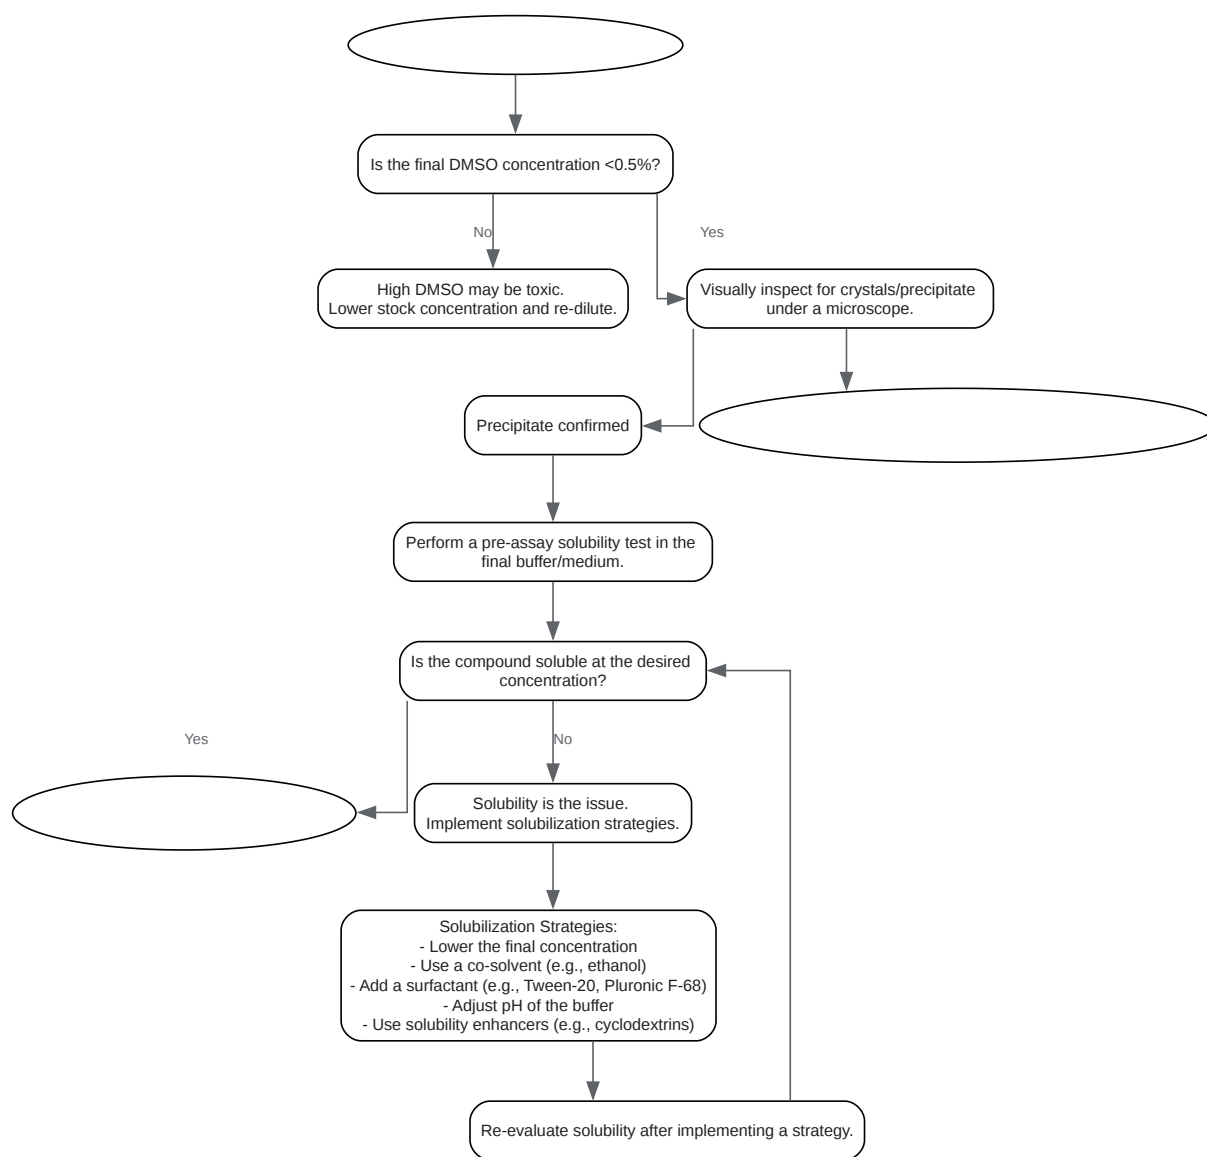 Is the final DMSO concentration <0.5%?
No
Yes
High DMSO may be toxic.
Lower stock concentration and re-dilute.
Visually inspect for crystals/precipitate
under a microscope.
Precipitate confirmed
Perform a pre-assay solubility test in the
final buffer/medium.
Is the compound soluble at the desired
concentration?
Yes
No
Solubility is the issue.
Implement solubilization strategies.
Solubilization Strategies:
- Lower the final concentration
- Use a co-solvent (e.g., ethanol)
- Add a surfactant (e.g., Tween-20, Pluronic F-68)
- Adjust pH of the buffer
- Use solubility enhancers (e.g., cyclodextrins)
Re-evaluate solubility after implementing a strategy.